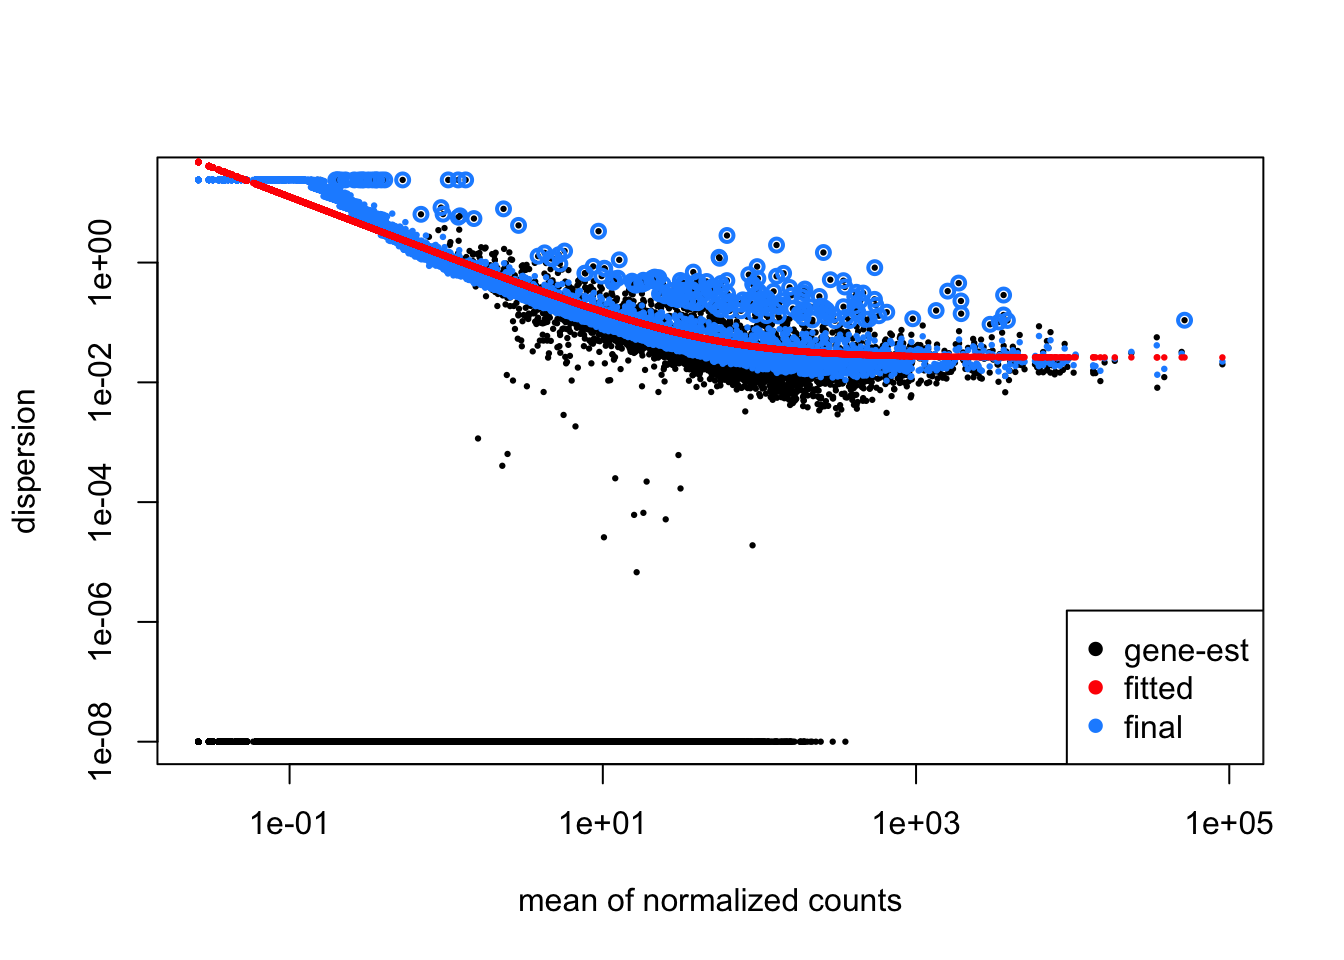 dispersion
1e+00
1e-02
1e-04
1e-06
1e-08
gene-est
fitted
final
1e-01 1e+01 1e+03 1e+05
mean of normalized counts